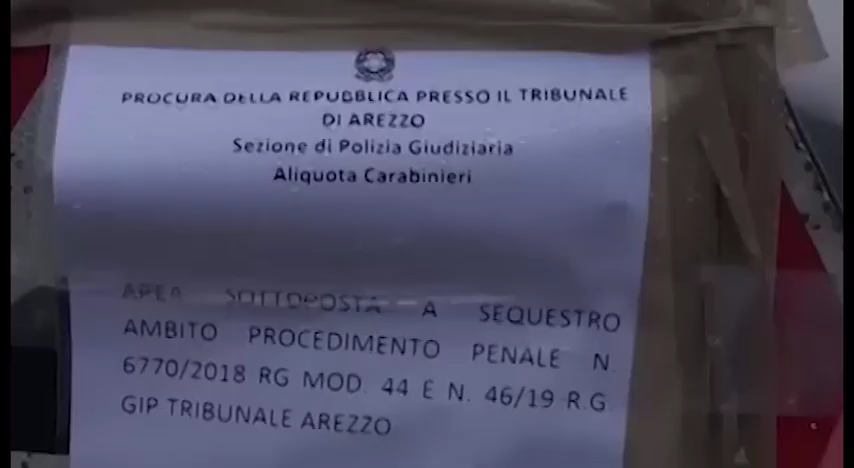 PROCURA DELLA REPUBBLICA PRESSO IL TRIBUNALE
DI AREZZO
Sezione di Polizia Giudiziaria
Aliquota Carabinieri
AREA SOTTOPOSTA A SEQUESTRO
AMBITO PROCEDIMENTO PENALE N.
6770/2018 RG MOD. 44 E N. 46/19 R.G.
GIP TRIBUNALE AREZZO